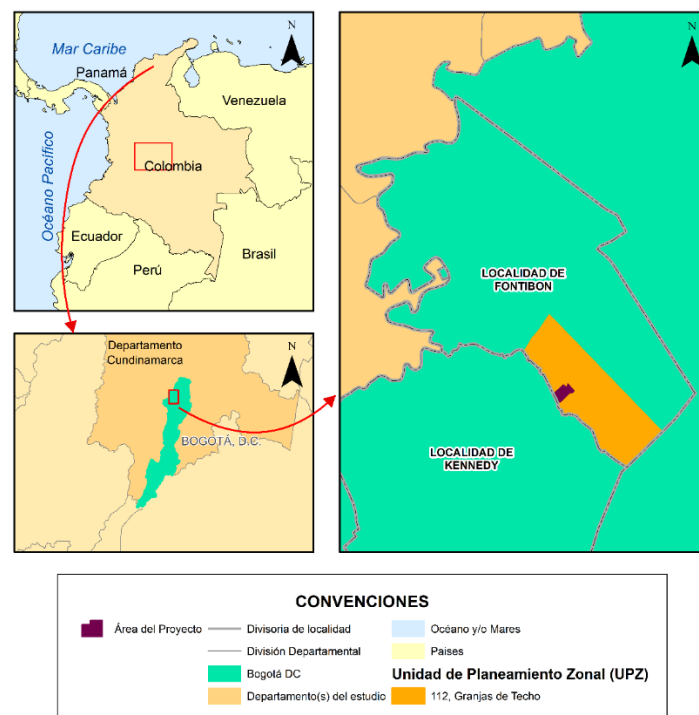 N
Mar Caribe
Panamá
Venezuela
Océano Pacífico
Colombia
Ecuador
Perú
Brasil
N
Departamento
Cundinamarca
BOGOTÁ, D.C.
N
LOCALIDAD DE
FONTIBON
LOCALIDAD DE
KENNEDY
CONVENCIONES
Área del Proyecto
Divisoria de localidad
División Departamental
Bogotá DC
Departamento(s) del estudio
Océano y/o Mares
Paises
Unidad de Planeamiento Zonal (UPZ)
112, Granjas de Techo